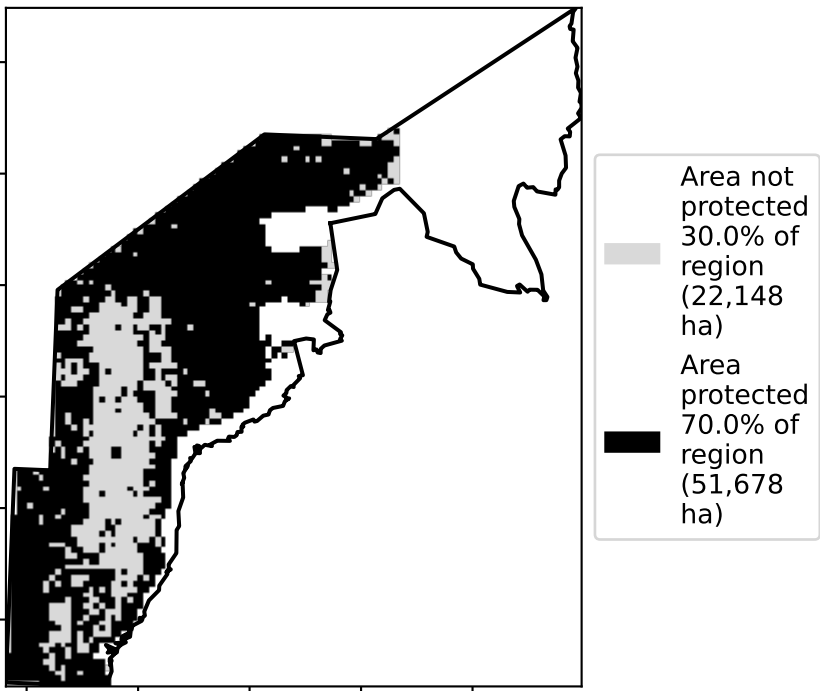 Area not
protected
30.0% of
region
(22,148
ha)
Area
protected
70.0% of
region
(51,678
ha)